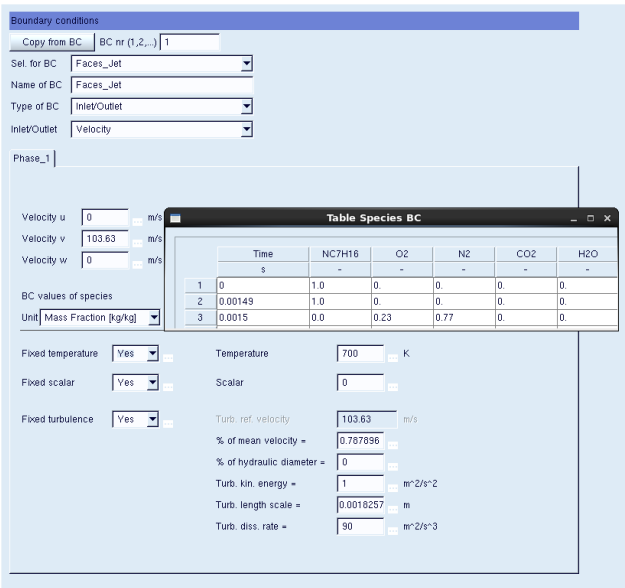 Boundary conditions
Copy from BC BC nr (1,2,...) 1
Sel. for BC Faces_Jet
Name of BC Faces_Jet
Type of BC Inlet/Outlet
Inlet/Outlet Velocity
Phase_1
Velocity u 0 m/s
Velocity v 103.63 m/s
Velocity w 0 m/s
BC values of species
Unit Mass Fraction [kg/kg]
Table Species BC
Time NC7H16 O2 N2 CO2 H2O
s - - - - -
1 0 1.0 0. 0. 0. 0.
2 0.00149 1.0 0. 0. 0. 0.
3 0.0015 0.0 0.23 0.77 0. 0.
Fixed temperature Yes ... Temperature 700 ... K
Fixed scalar Yes ... Scalar 0 ...
Fixed turbulence Yes ... Turb. ref. velocity 103.63 m/s
% of mean velocity = 0.787896 ...
% of hydraulic diameter = 0 ...
Turb. kin. energy = 1 ... m^2/s^2
Turb. length scale = 0.0018257 ... m
Turb. diss. rate = 90 ... m^2/s^3